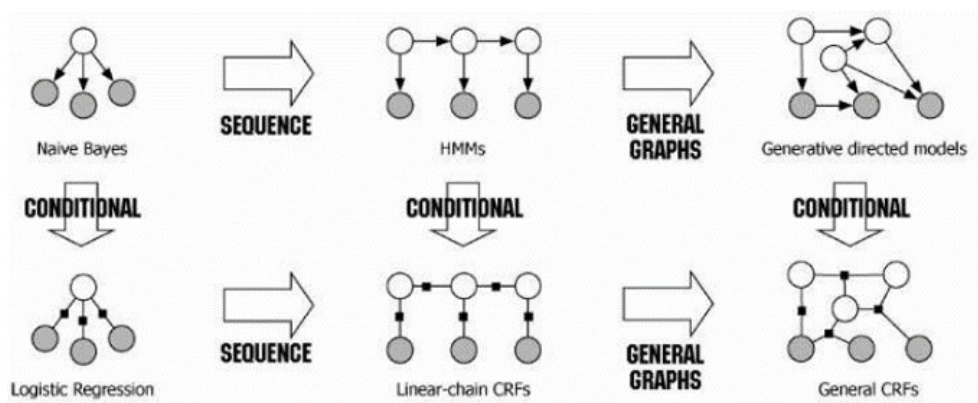 SEQUENCE
GENERAL
GRAPHS
Naive Bayes
HMMs
Generative directed models
CONDITIONAL
CONDITIONAL
CONDITIONAL
SEQUENCE
GENERAL
GRAPHS
Logistic Regression
Linear-chain CRFs
General CRFs